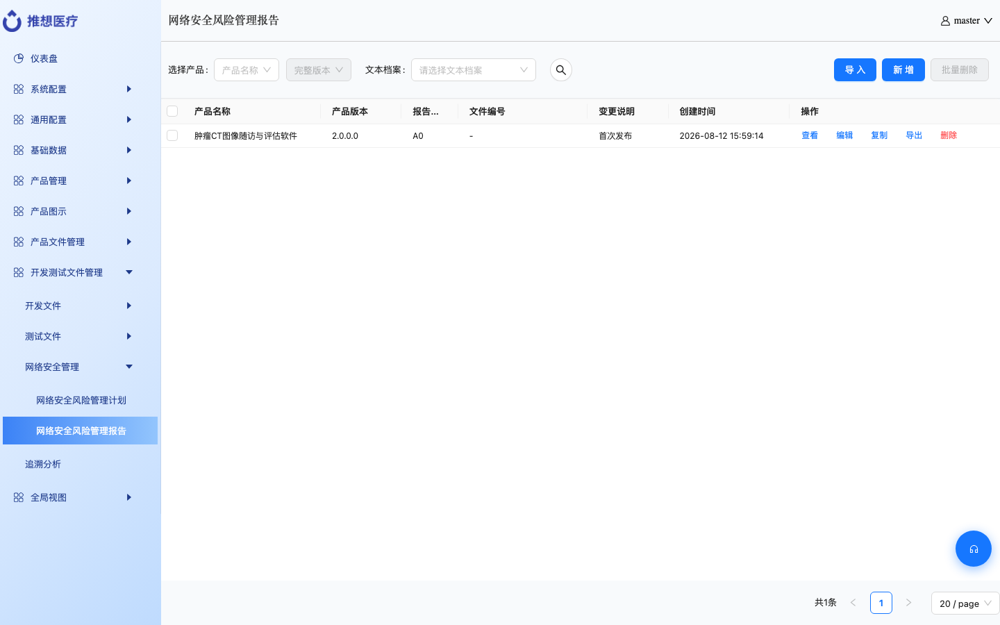 推想医疗
网络安全风险管理报告
master
仪表盘
系统配置
通用配置
基础数据
产品管理
产品图示
产品文件管理
开发测试文件管理
开发文件
测试文件
网络安全管理
网络安全风险管理计划
网络安全风险管理报告
追溯分析
全局视图
选择产品： 产品名称 完整版本 文本档案： 请选择文本档案 导 入 新 增 批量删除
产品名称 产品版本 报告... 文件编号 变更说明 创建时间 操作
肿瘤CT图像随访与评估软件 2.0.0.0 A0 - 首次发布 2026-08-12 15:59:14 查看 编辑 复制 导出 删除
共1条 1 20 / page